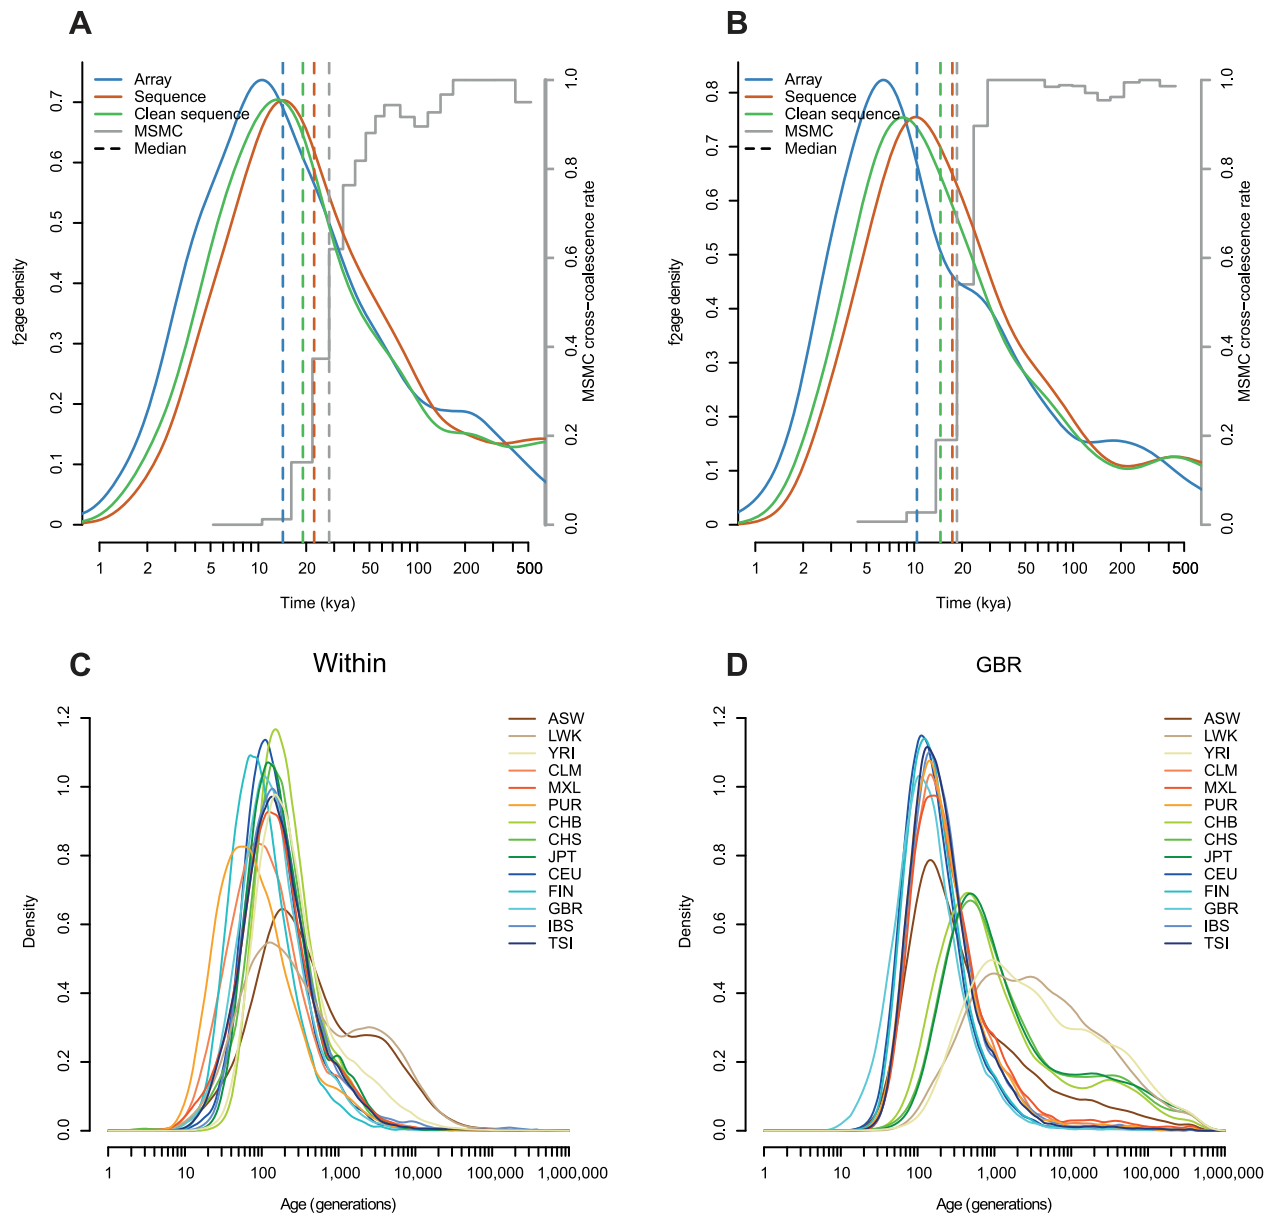 A
Array
Sequence
Clean sequence
MSMC
Median
f2age density
0
0.1
0.2
0.3
0.4
0.5
0.6
0.7
MSMC cross−coalescence rate
0.0
0.2
0.4
0.6
0.8
1.0
1 2 5 10 20 50 100 200 500
Time (kya)
B
Array
Sequence
Clean sequence
MSMC
Median
f2age density
0
0.1
0.2
0.3
0.4
0.5
0.6
0.7
0.8
MSMC cross−coalescence rate
0.0
0.2
0.4
0.6
0.8
1.0
1 2 5 10 20 50 100 200 500
Time (kya)
C
Within
ASW
LWK
YRI
CLM
MXL
PUR
CHB
CHS
JPT
CEU
FIN
GBR
IBS
TSI
Density
0.0
0.2
0.4
0.6
0.8
1.0
1.2
1 10 100 1,000 10,000 100,000 1,000,000
Age (generations)
D
GBR
ASW
LWK
YRI
CLM
MXL
PUR
CHB
CHS
JPT
CEU
FIN
GBR
IBS
TSI
Density
0.0
0.2
0.4
0.6
0.8
1.0
1.2
1 10 100 1,000 10,000 100,000 1,000,000
Age (generations)